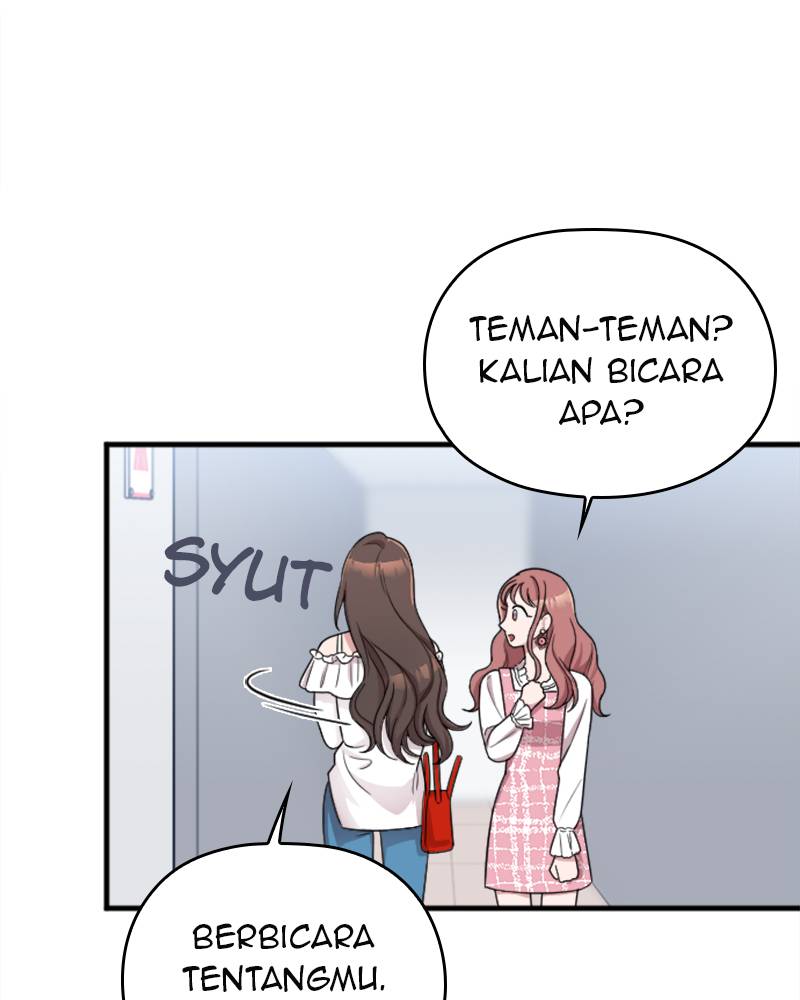 TEMAN-TEMAN?
KALIAN BICARA
APA?
SYUT
BERBICARA
TENTANGMU.